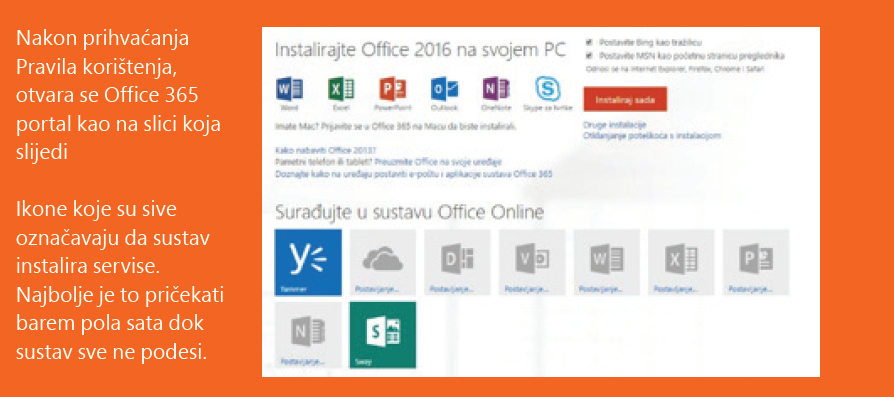 Nakon prihvaćanja
Pravila korištenja,
otvara se Office 365
portal kao na slici koja
slijedi
Ikone koje su sive
označavaju da sustav
instalira servise.
Najbolje je to pričekati
barem pola sata dok
sustav sve ne podesi.
Instalirajte Office 2016 na svojem PC
Word Excel PowerPoint Outlook OneNote Skype za tvrtke
Imate Mac? Prijavite se u Office 365 na Macu da biste instalirali.
Kako nabaviti Office 2013?
Pametni telefon ili tablet? Preuzmite Office na svoje uređaje
Doznajte kako na uređaju postaviti e-poštu i aplikacije sustava Office 365
Postavite Bing kao tražilicu
Postavite MSN kao početnu stranicu preglednika
Odnosi se na Internet Explorer, Firefox, Chrome i Safari
Instaliraj sada
Druge instalacije
Otklanjanje poteškoća s instalacijom
Surađujte u sustavu Office Online
Yammer Postavljanje... Postavljanje... Postavljanje... Postavljanje... Postavljanje... Postavljanje...
Postavljanje... Sway